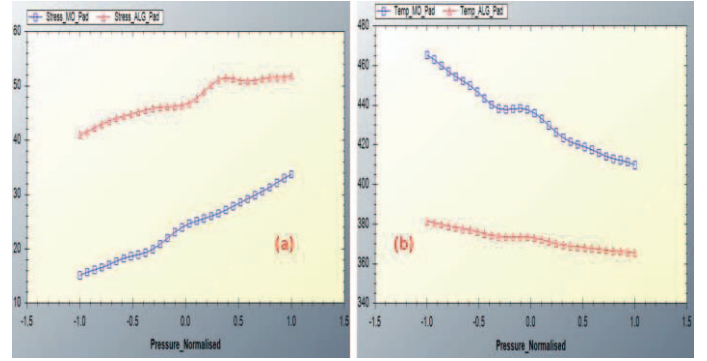 Stress_MO_Pad Stress_ALG_Pad
60
50
40
30
20
10
-1.5 -1.0 -0.5 0.0 0.5 1.0 1.5
Pressure_Normalised
(a)
Temp_MO_Pad Temp_ALG_Pad
480
460
440
420
400
380
360
340
-1.5 -1.0 -0.5 0.0 0.5 1.0 1.5
Pressure_Normalised
(b)